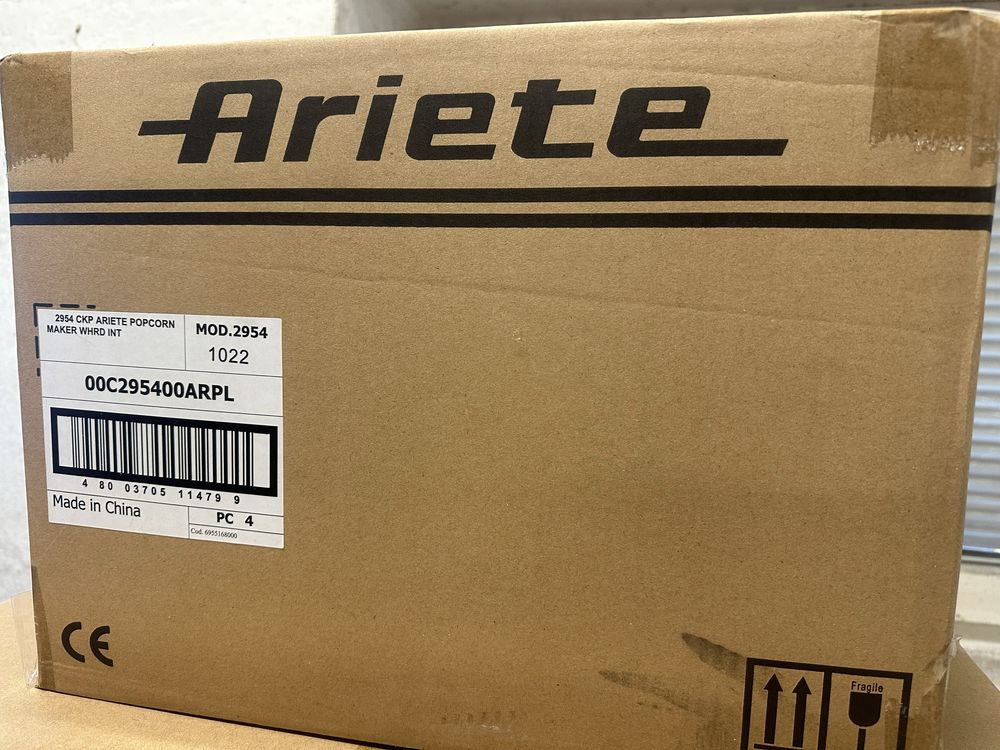 Ariete
2954 CKP ARIETE POPCORN
MAKER WHRD INT
MOD.2954
1022
00C295400ARPL
4 80 03705 11479 9
Made in China
PC 4
Cod. 6955168000
CE
Fragile